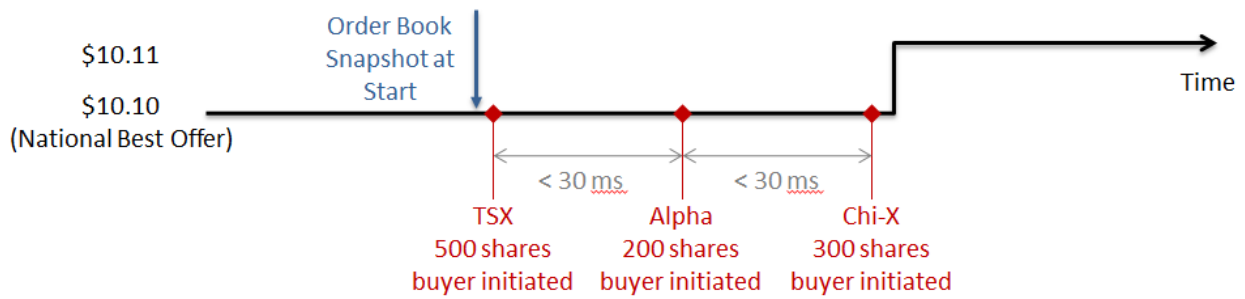 Order Book
Snapshot at
Start
$10.11
$10.10
(National Best Offer)
Time
< 30 ms
< 30 ms
TSX
500 shares
buyer initiated
Alpha
200 shares
buyer initiated
Chi-X
300 shares
buyer initiated